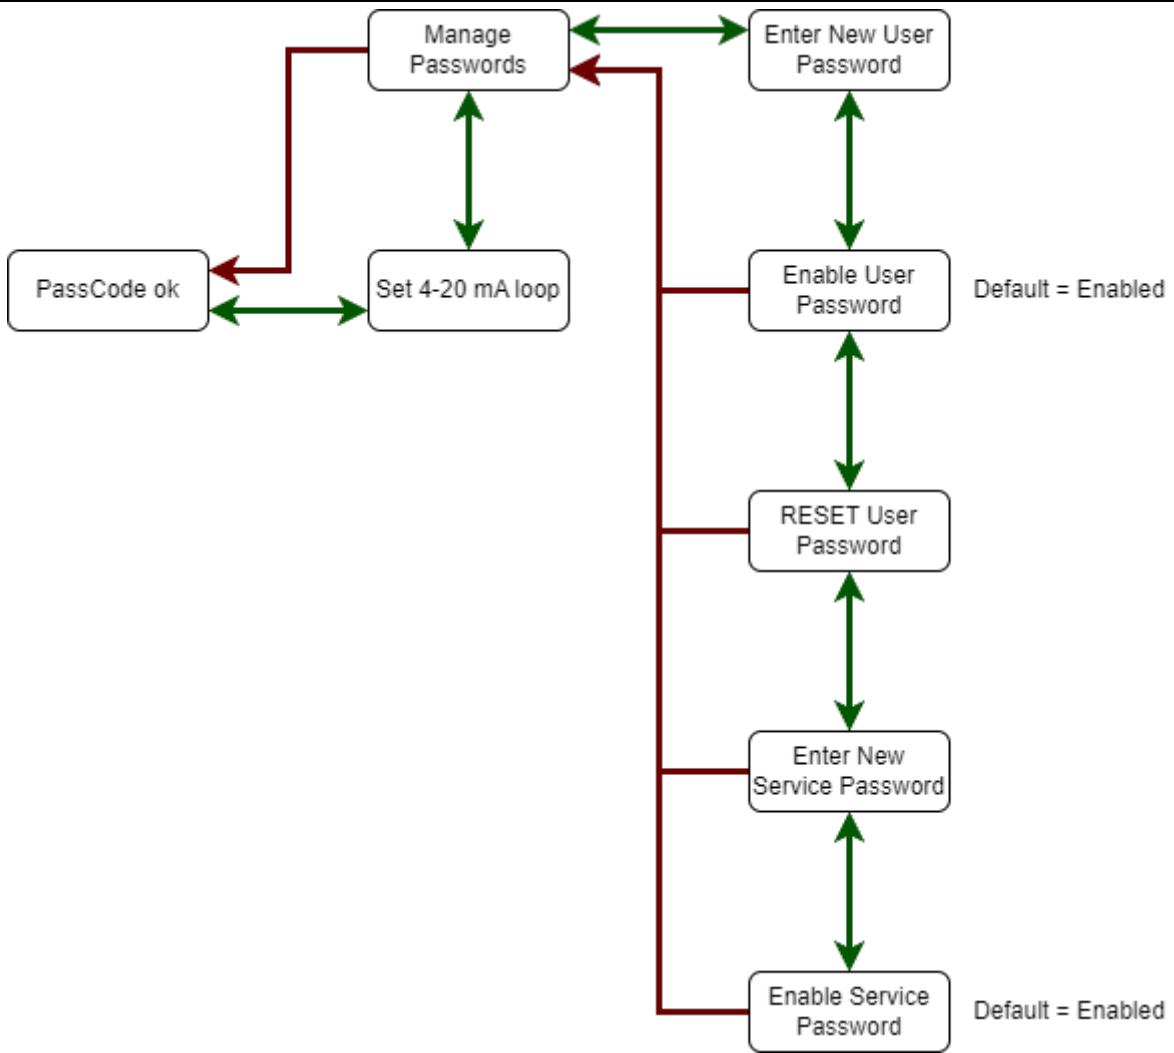 Manage
Passwords
Enter New User
Password
PassCode ok
Set 4-20 mA loop
Enable User
Password
Default = Enabled
RESET User
Password
Enter New
Service Password
Enable Service
Password
Default = Enabled